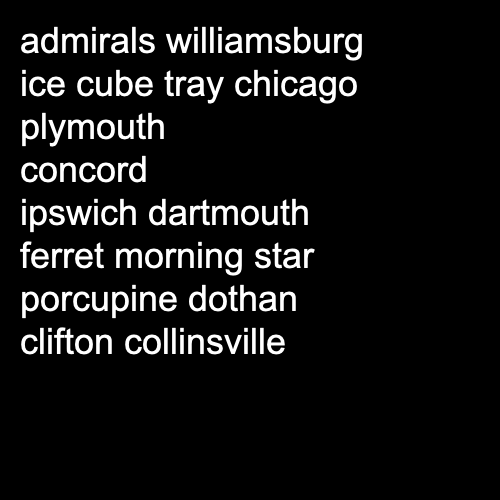 admirals williamsburg
ice cube tray chicago
plymouth
concord
ipswich dartmouth
ferret morning star
porcupine dothan
clifton collinsville